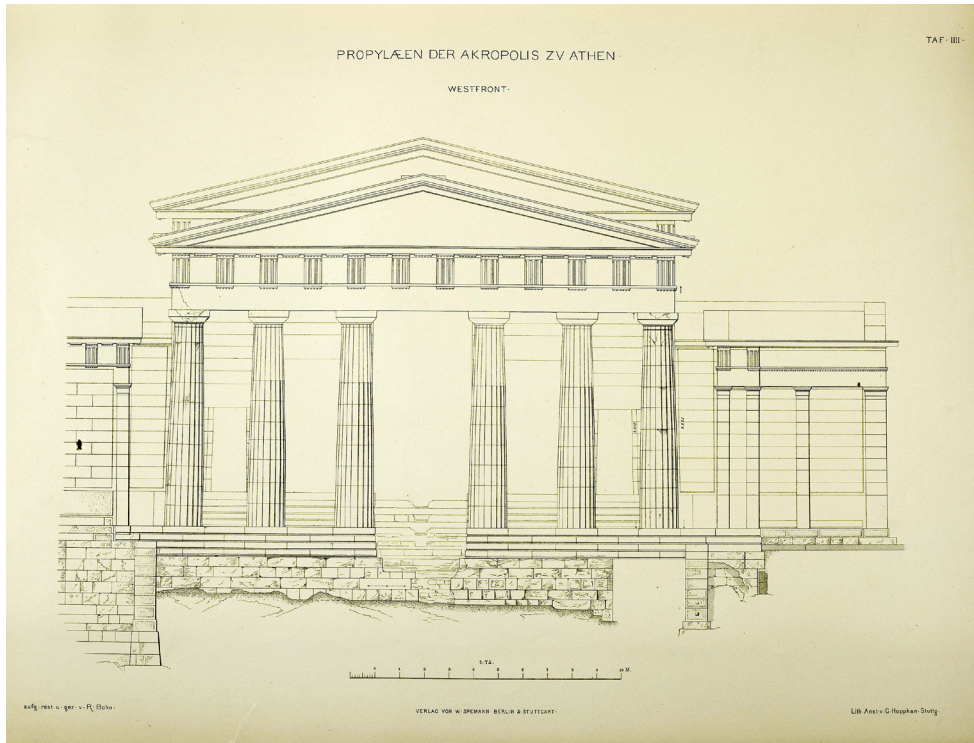 TAF· IIII·
PROPYLÆEN DER AKROPOLIS ZV ATHEN·
WESTFRONT·
1:75.
aufg· rest· u· gez· v· R· Bohn·
VERLAG VON W· SPEMANN· BERLIN & STUTTGART·
Lith. Anst· v· G· Hopphan· Stuttg·